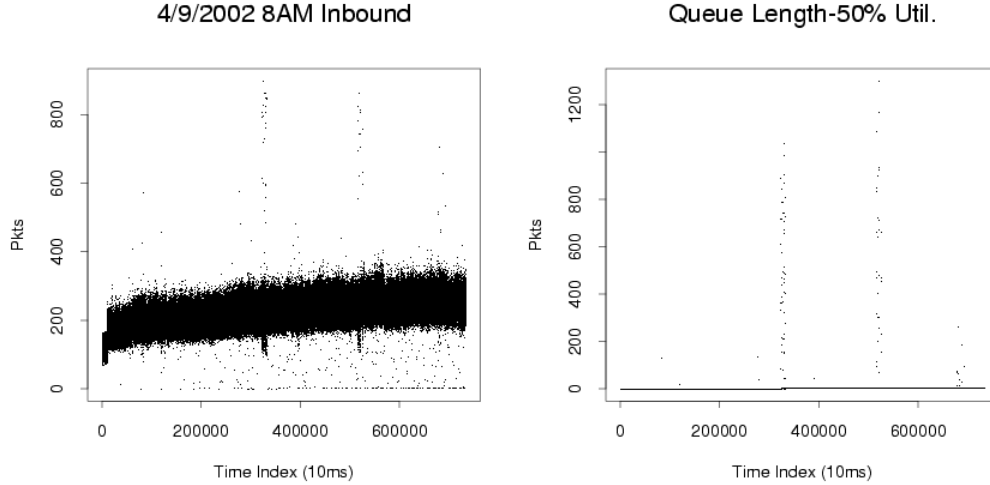 4/9/2002 8AM Inbound
Pkts
800
600
400
200
0
0 200000 400000 600000
Time Index (10ms)
Queue Length-50% Util.
Pkts
1200
800
600
400
200
0
0 200000 400000 600000
Time Index (10ms)